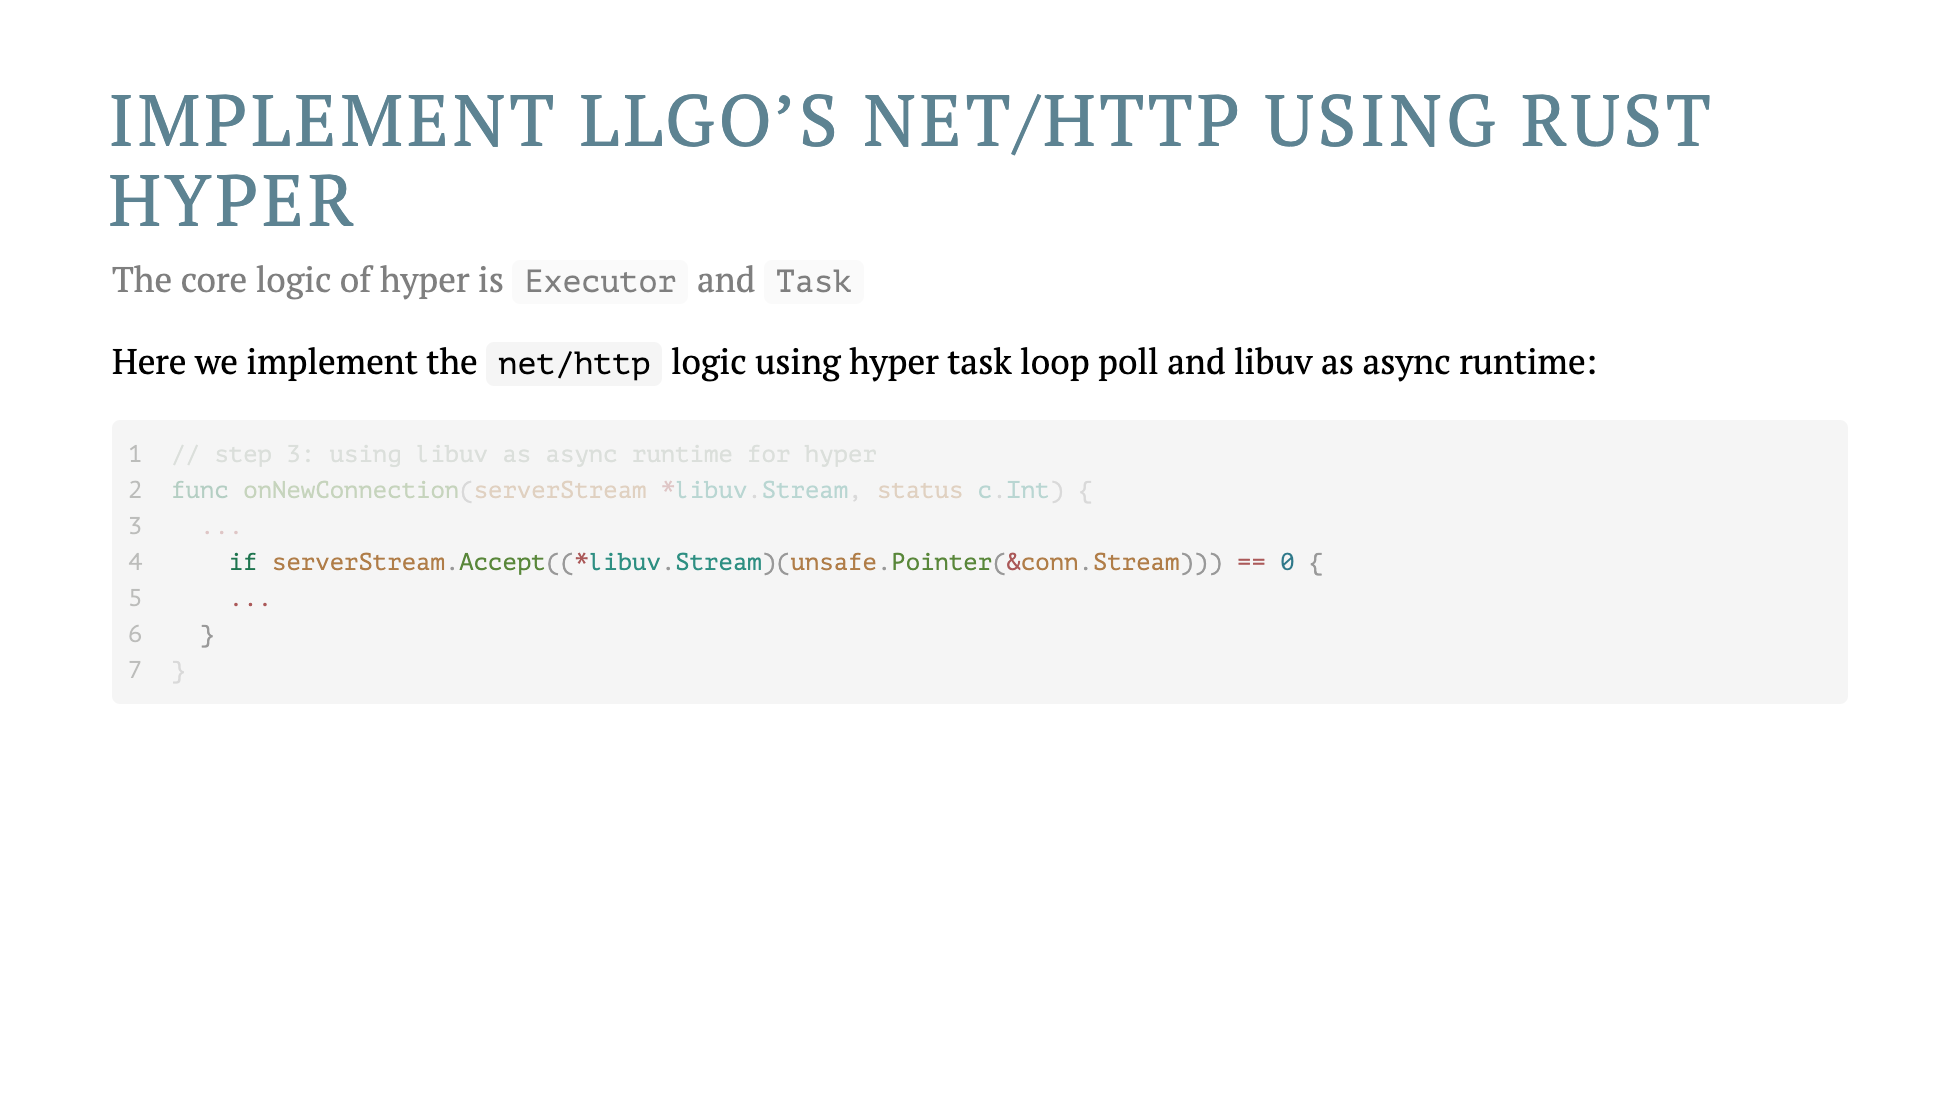 IMPLEMENT LLGO’S NET/HTTP USING RUST
HYPER
The core logic of hyper is Executor and Task
Here we implement the net/http logic using hyper task loop poll and libuv as async runtime:
1 // step 3: using libuv as async runtime for hyper
2 func onNewConnection(serverStream *libuv.Stream, status c.Int) {
3   ...
4     if serverStream.Accept((*libuv.Stream)(unsafe.Pointer(&conn.Stream))) == 0 {
5     ...
6   }
7 }